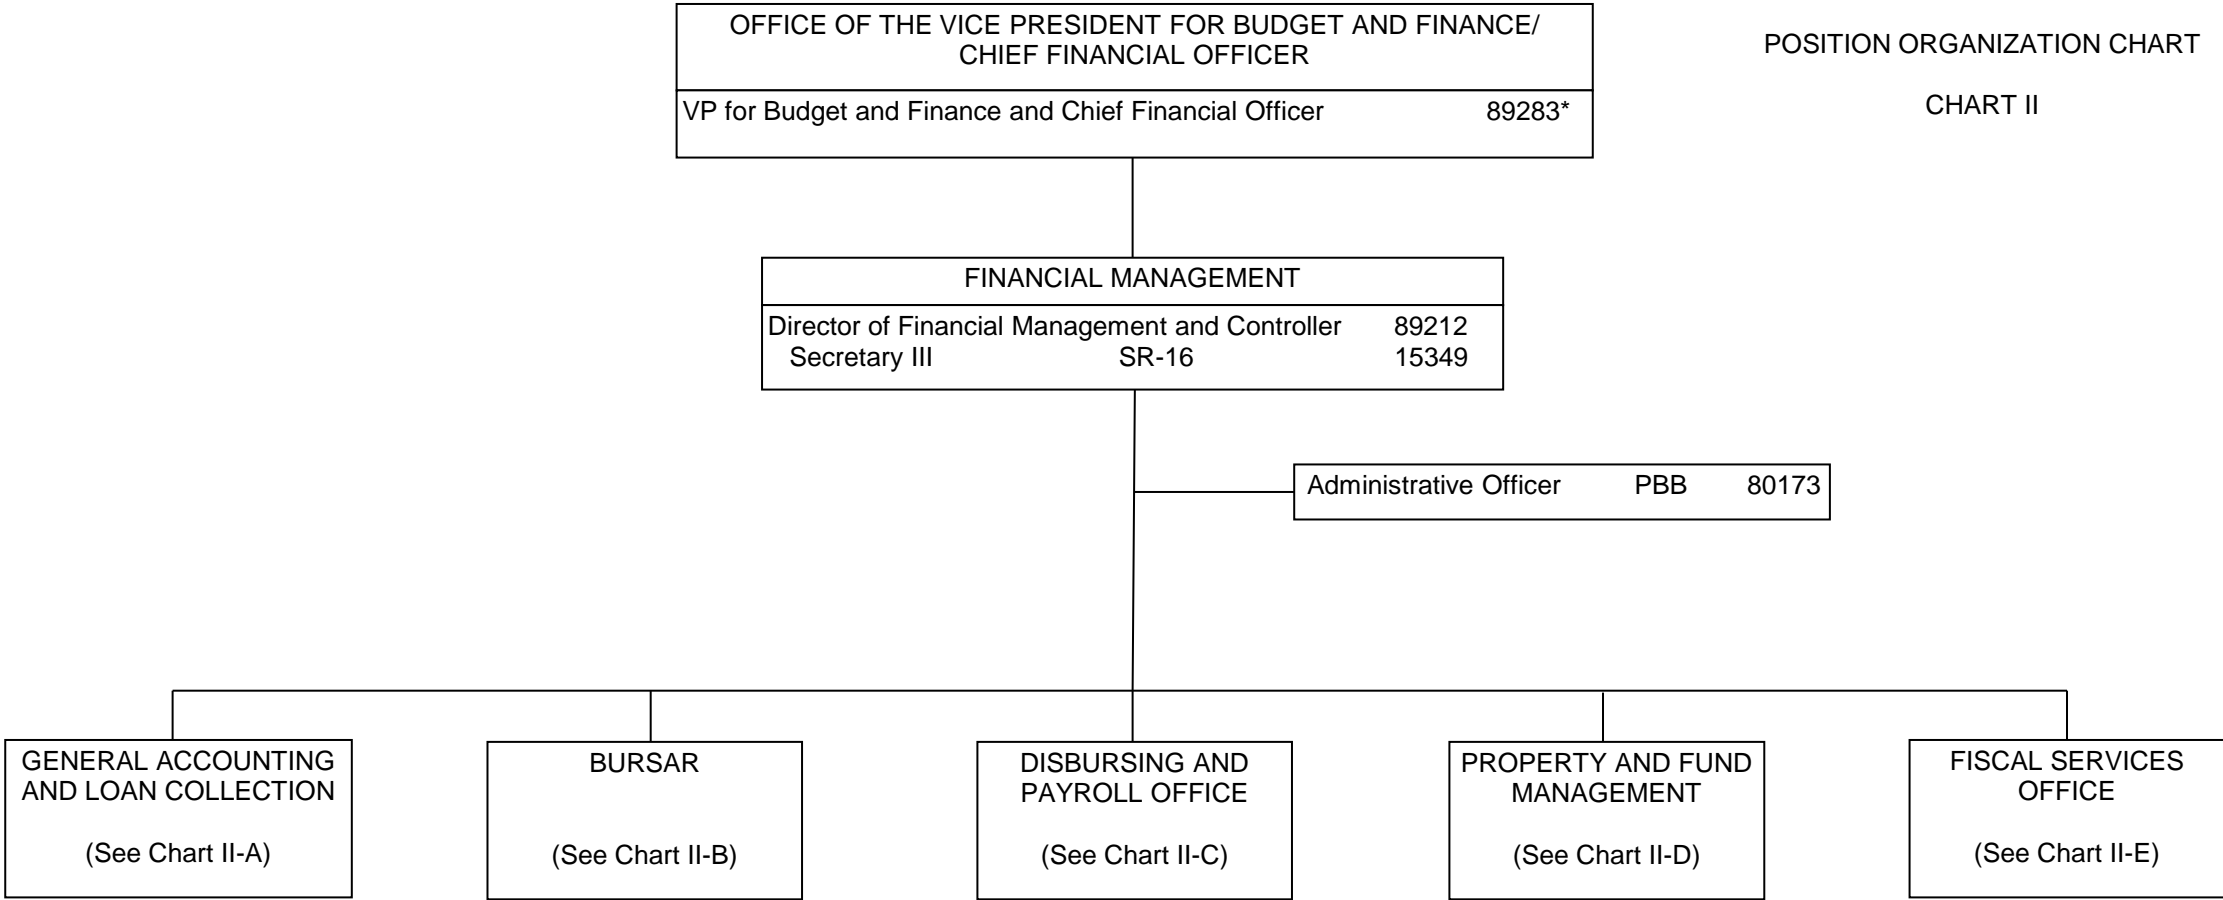 OFFICE OF THE VICE PRESIDENT FOR BUDGET AND FINANCE/
CHIEF FINANCIAL OFFICER
VP for Budget and Finance and Chief Financial Officer 89283*
POSITION ORGANIZATION CHART
CHART II
FINANCIAL MANAGEMENT
Director of Financial Management and Controller 89212
Secretary III SR-16 15349
Administrative Officer PBB 80173
GENERAL ACCOUNTING
AND LOAN COLLECTION
(See Chart II-A)
BURSAR
(See Chart II-B)
DISBURSING AND
PAYROLL OFFICE
(See Chart II-C)
PROPERTY AND FUND
MANAGEMENT
(See Chart II-D)
FISCAL SERVICES
OFFICE
(See Chart II-E)